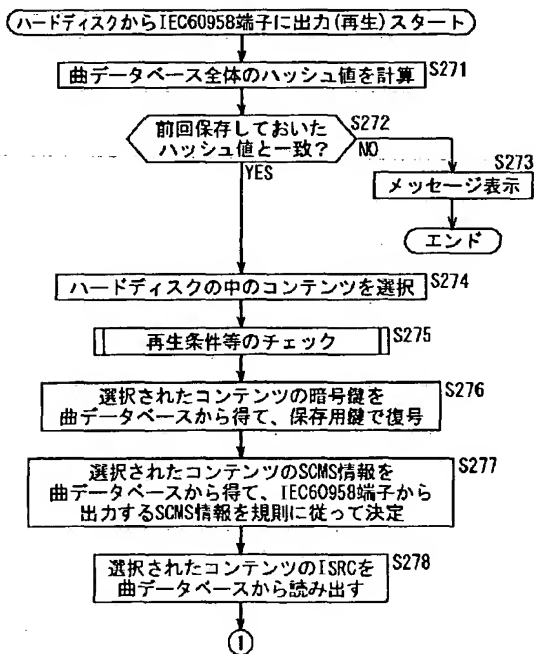 ハードディスクからIEC60958端子に出力(再生)スタート
曲データベース全体のハッシュ値を計算
S271
前回保存しておいた
ハッシュ値と一致?
S272
NO
YES
S273
メッセージ表示
エンド
ハードディスクの中のコンテンツを選択
S274
再生条件等のチェック
S275
選択されたコンテンツの暗号鍵を
曲データベースから得て、保存用鍵で復号
S276
選択されたコンテンツのSCMS情報を
曲データベースから得て、IEC60958端子から
出力するSCMS情報を規則に従って決定
S277
選択されたコンテンツのISRCを
曲データベースから読み出す
S278
1